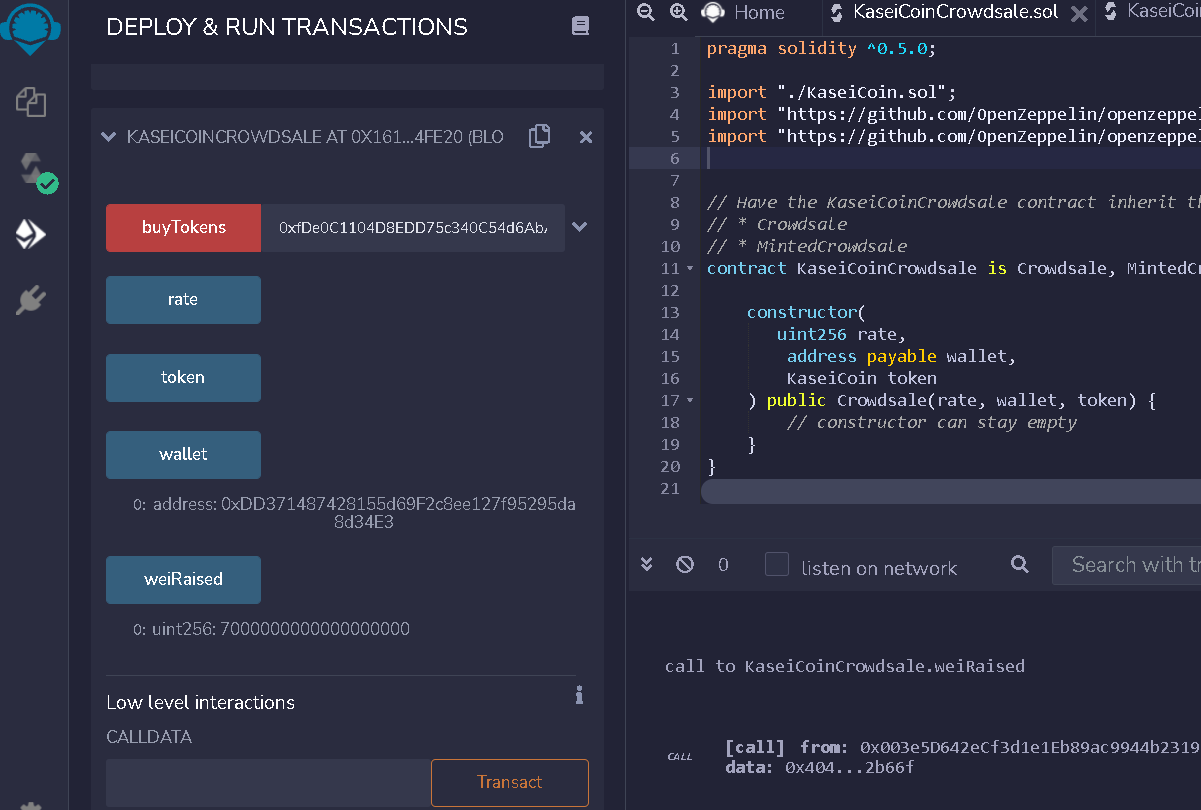 DEPLOY & RUN TRANSACTIONS
KASEICOINCROWDSALE AT 0X161...4FE20 (BLO
buyTokens 0xfDe0C1104D8EDD75c340C54d6Ab
rate
token
wallet
0: address: 0xDD371487428155d69F2c8ee127f95295da
8d34E3
weiRaised
0: uint256: 7000000000000000000
Low level interactions
CALLDATA
Transact
Home KaseiCoinCrowdsale.sol KaseiCoi
1 pragma solidity ^0.5.0;
2
3 import "./KaseiCoin.sol";
4 import "https://github.com/OpenZeppelin/openzeppel
5 import "https://github.com/OpenZeppelin/openzeppel
6
7
8 // Have the KaseiCoinCrowdsale contract inherit th
9 // * Crowdsale
10 // * MintedCrowdsale
11 contract KaseiCoinCrowdsale is Crowdsale, MintedCr
12
13 constructor(
14 uint256 rate,
15 address payable wallet,
16 KaseiCoin token
17 ) public Crowdsale(rate, wallet, token) {
18 // constructor can stay empty
19 }
20 }
21
0 listen on network Search with tr
call to KaseiCoinCrowdsale.weiRaised
CALL [call] from: 0x003e5D642eCf3d1e1Eb89ac9944b2319
data: 0x404...2b66f